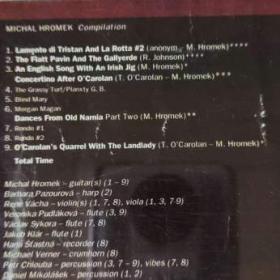 MICHAL HROMEK Compilation
1. Lamento di Tristan And La Rotta #2 (anonym./ M. Hromek)****
2. The Flatt Pavin And The Gallyerde (R. Johnson)****
3. An English Song With An Irish Jig (M. Hromek)*
Concertino After O'Carolan (T. O'Carolan – M. Hromek)***
4. The Grassy Turf/Planxty G. B.
5. Blind Mary
6. Morgan Magan
Dances From Old Narnia Part Two (M. Hromek)**
7. Rondo #1
8. Rondo #2
9. O'Carolan's Quarrel With The Landlady (T. O'Carolan – M. Hromek)*
Total Time
Michal Hromek – guitar(s) (1 – 9)
Barbara Pazourová – harp (2)
René Vácha – violin(s) (1, 7, 8), viola (1, 3, 7-9)
Veronika Pudláková – flute (3, 9)
Václav Sýkora – flute (7, 8)
Jakub Klár – flute (1)
Hana Šťastná – recorder (8)
Michael Verner – crumhorn (8)
Petr Chlouba – percussion (1, 3, 7 –9), vibes (7, 8)
Daniel Mikolášek – percussion (1, 2)